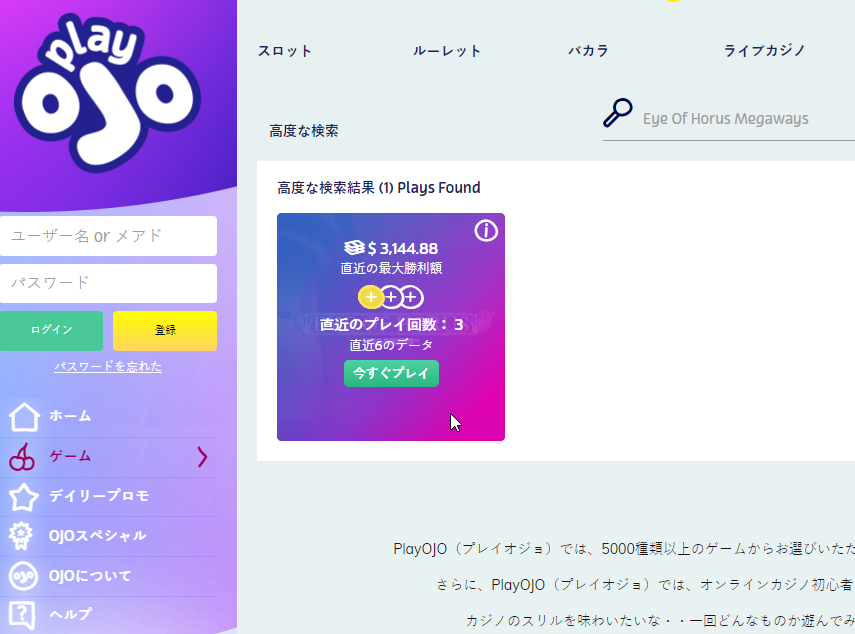 play
OJO
スロット
ルーレット
バカラ
ライブカジノ
高度な検索
Eye Of Horus Megaways
高度な検索結果 (1) Plays Found
$ 3,144.88
直近の最大勝利額
直近のプレイ回数： 3
直近6のデータ
今すぐプレイ
ユーザー名 or メアド
パスワード
ログイン
登録
パスワードを忘れた
ホーム
ゲーム
デイリープロモ
OJOスペシャル
OJOについて
ヘルプ
PlayOJO（プレイオジョ）では、5000種類以上のゲームからお選びいただ
さらに、PlayOJO（プレイオジョ）では、オンラインカジノ初心者
カジノのスリルを味わいたいな・・一回どんなものか遊んでみ